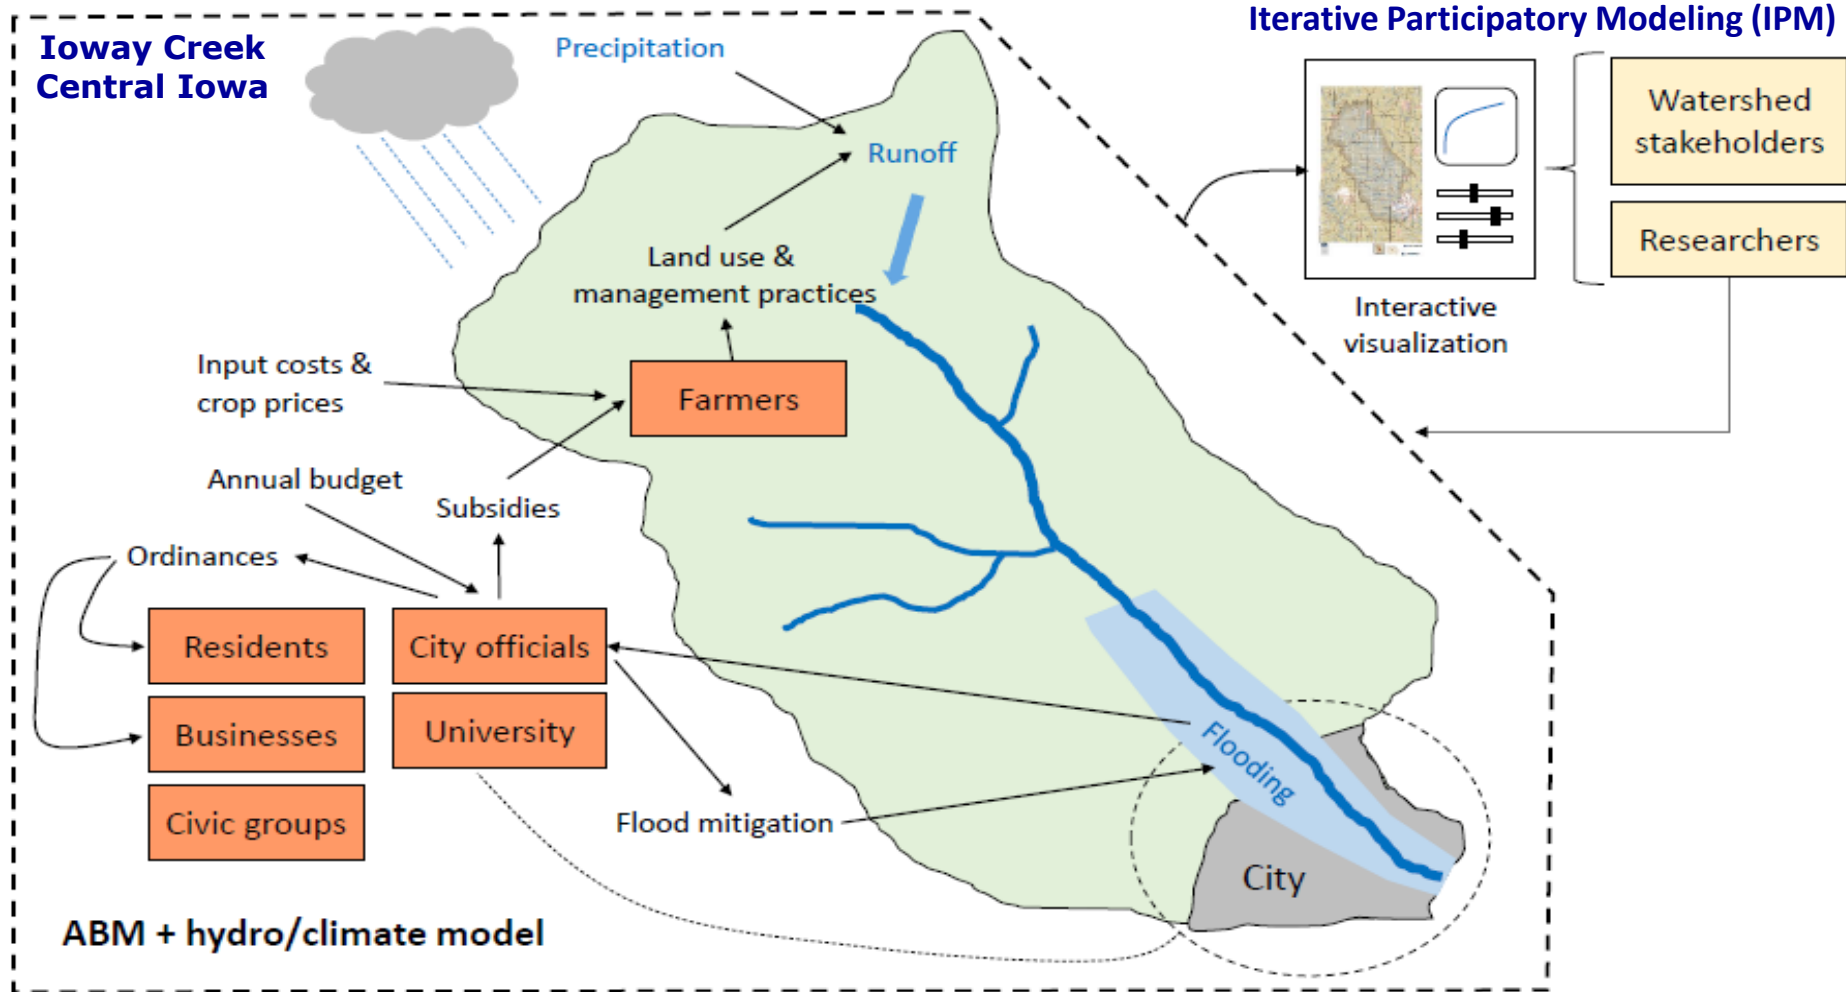 Iterative Participatory Modeling (IPM)
Ioway Creek
Central Iowa
Precipitation
Runoff
Land use &
management practices
Input costs &
crop prices
Farmers
Annual budget
Subsidies
Ordinances
Residents
City officials
Businesses
University
Civic groups
Flood mitigation
Flooding
City
ABM + hydro/climate model
Watershed
stakeholders
Researchers
Interactive
visualization